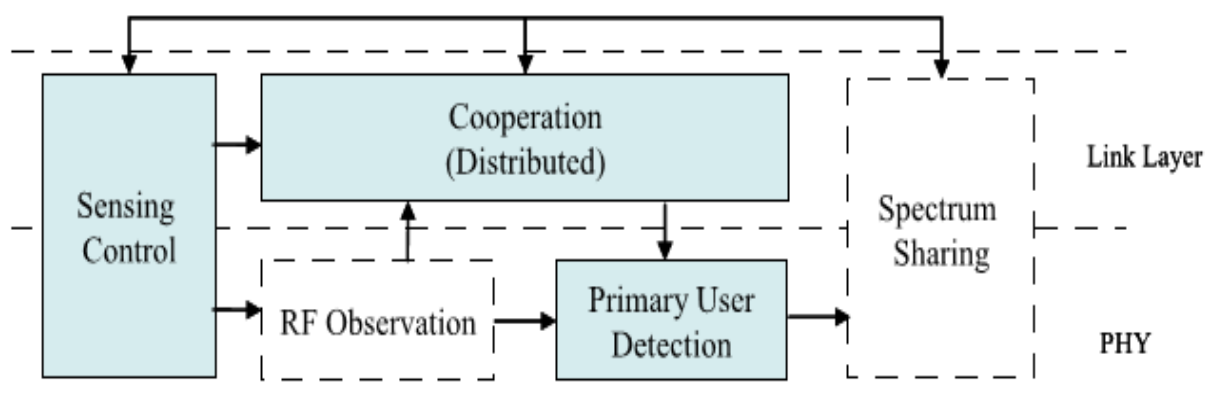 Cooperation
(Distributed)
Link Layer
Sensing
Control
Spectrum
Sharing
RF Observation
Primary User
Detection
PHY